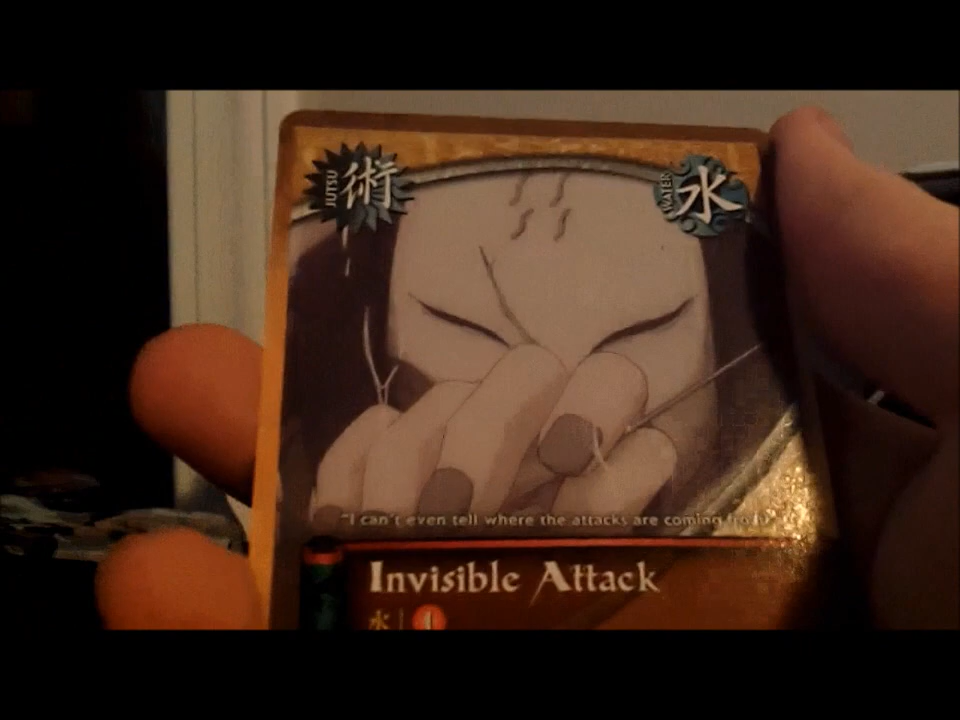 JUTSU 術
WATER 水
"I can't even tell where the attacks are coming from"
Invisible Attack
水 | 1